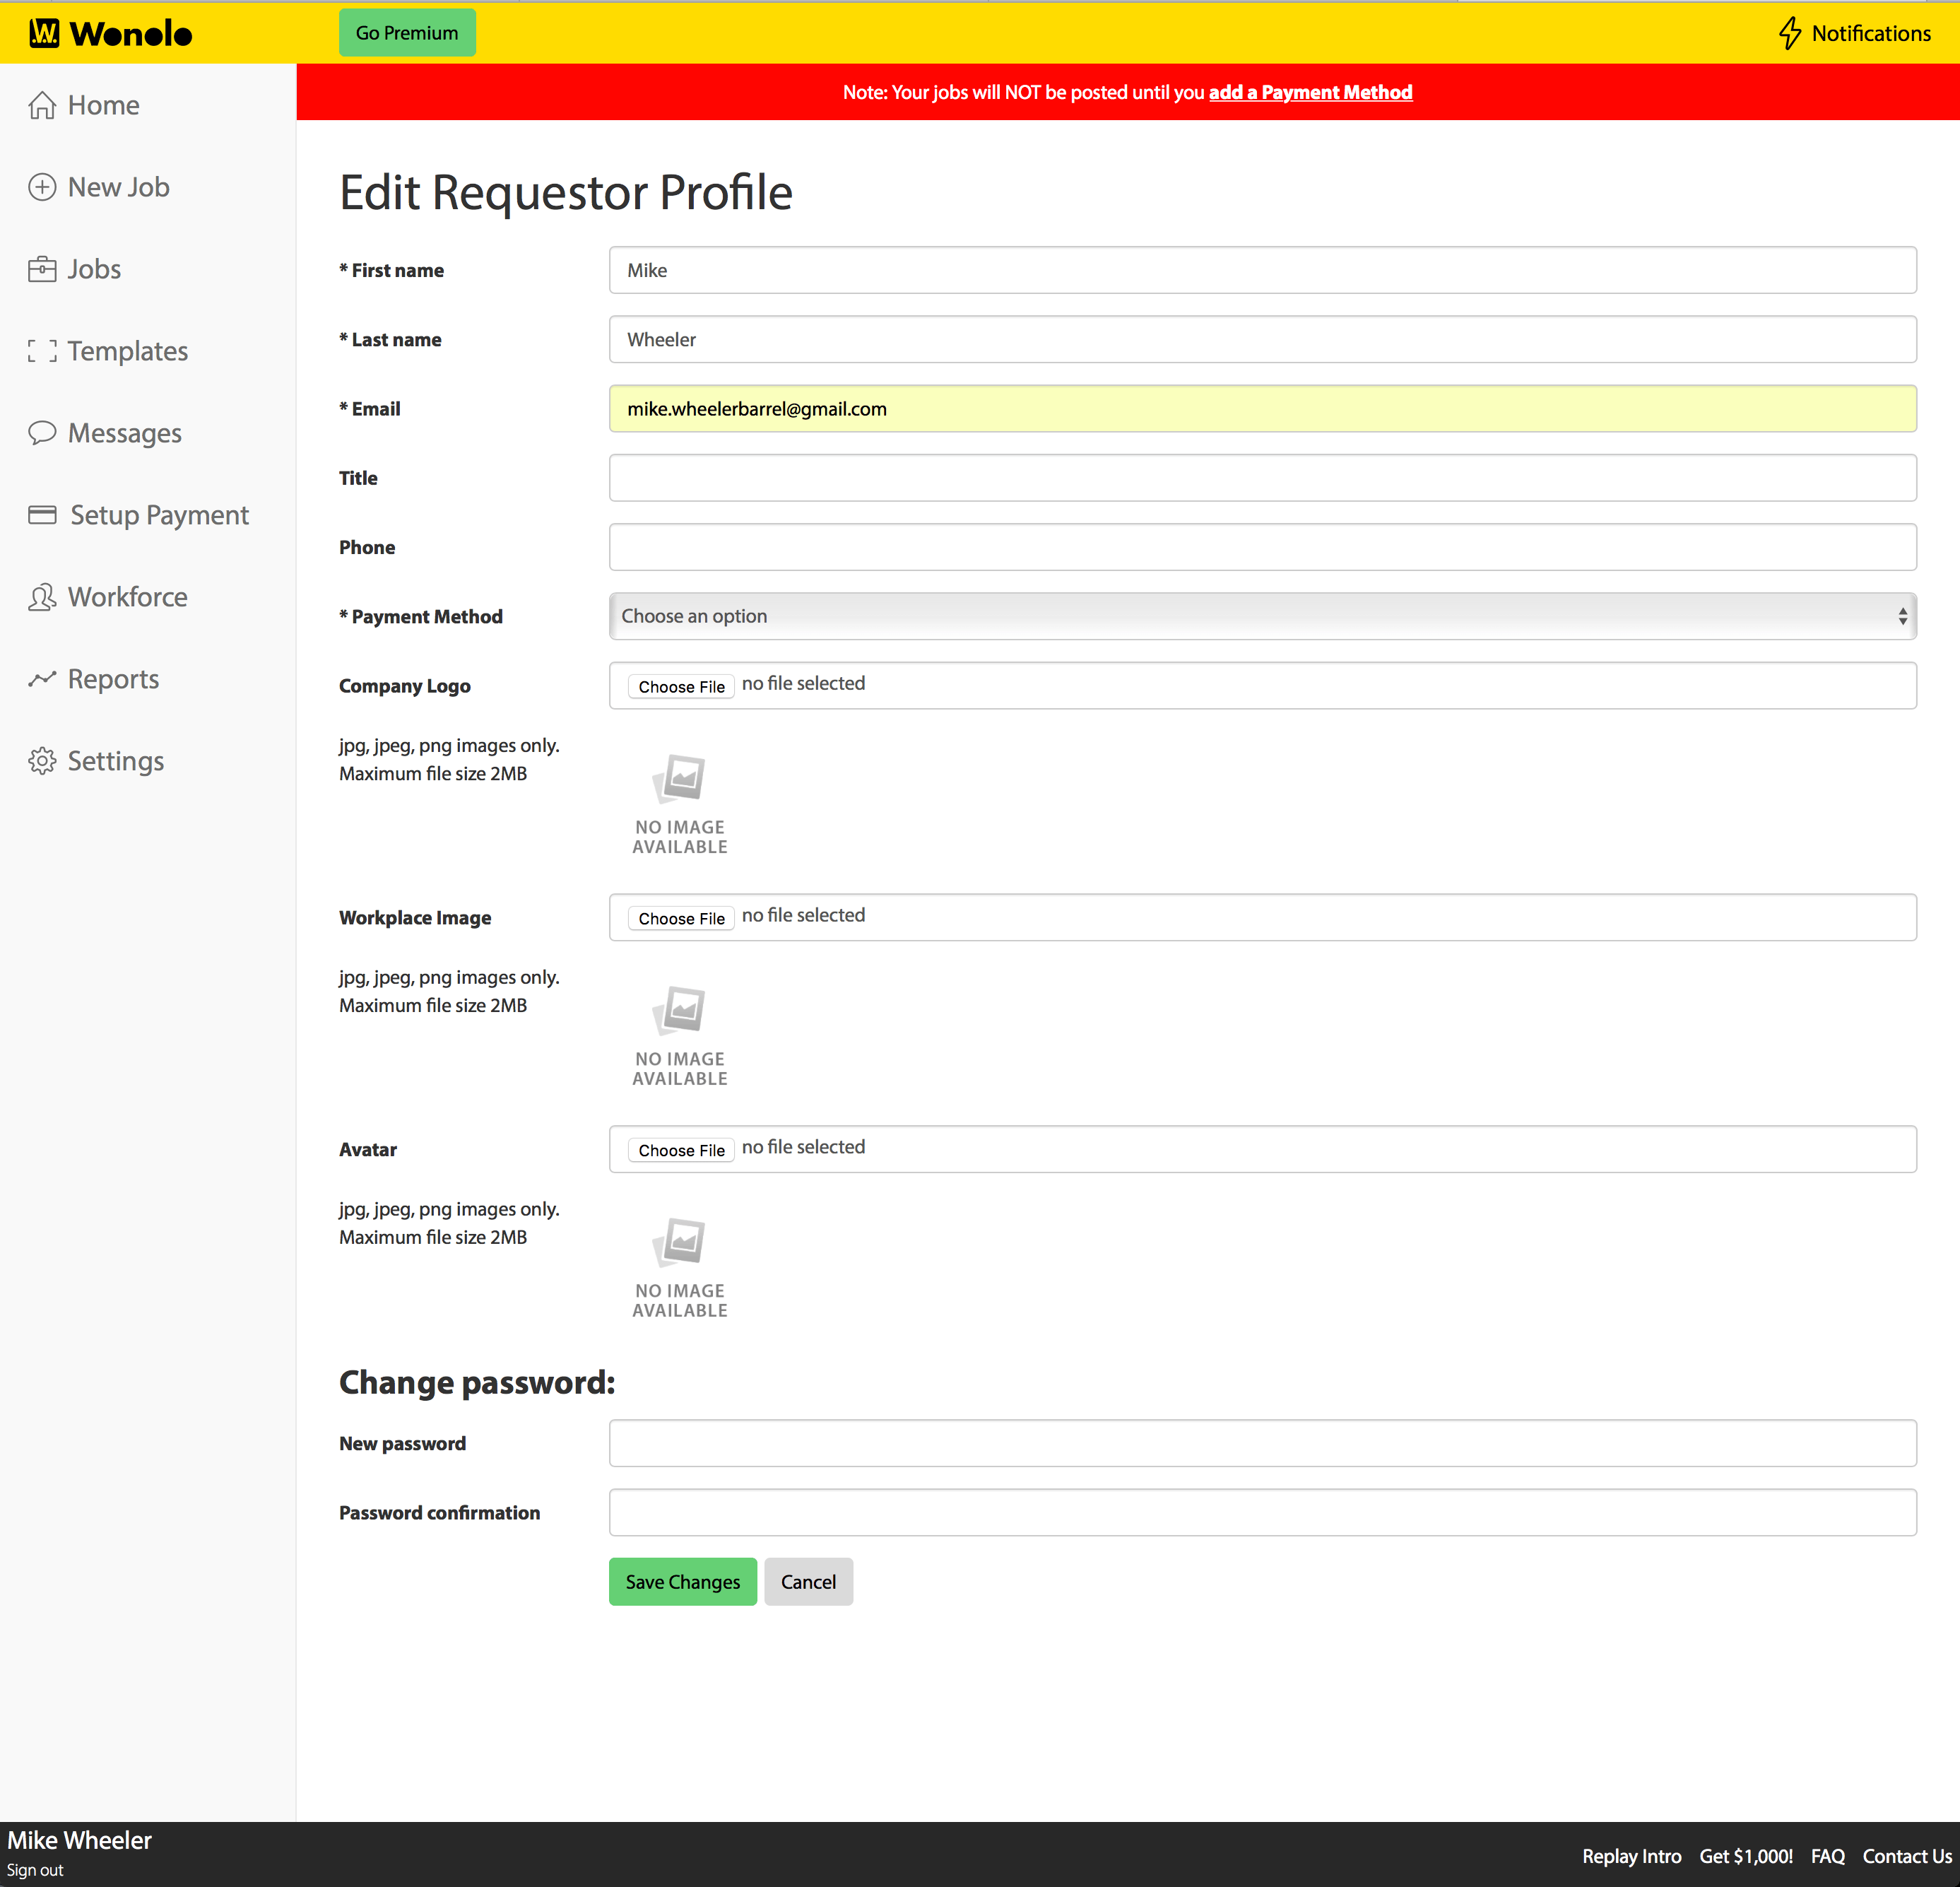 W. Wonolo
Go Premium
Notifications
Note: Your jobs will NOT be posted until you add a Payment Method
Home
New Job
Jobs
Templates
Messages
Setup Payment
Workforce
Reports
Settings
Edit Requestor Profile
* First name
Mike
* Last name
Wheeler
* Email
mike.wheelerbarrel@gmail.com
Title
Phone
* Payment Method
Choose an option
Company Logo
Choose File no file selected
jpg, jpeg, png images only.
Maximum file size 2MB
NO IMAGE
AVAILABLE
Workplace Image
Choose File no file selected
jpg, jpeg, png images only.
Maximum file size 2MB
NO IMAGE
AVAILABLE
Avatar
Choose File no file selected
jpg, jpeg, png images only.
Maximum file size 2MB
NO IMAGE
AVAILABLE
Change password:
New password
Password confirmation
Save Changes
Cancel
Mike Wheeler
Sign out
Replay Intro Get $1,000! FAQ Contact Us